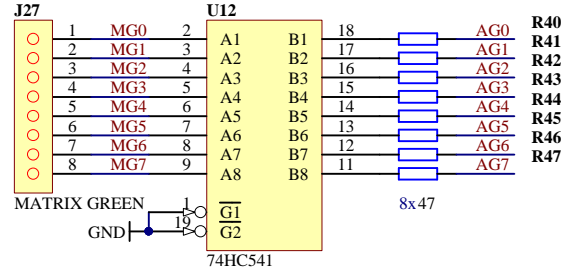 J27 U12
R40
1 MG0 2 A1 B1 18 AG0
R41
2 MG1 3 A2 B2 17 AG1
R42
3 MG2 4 A3 B3 16 AG2
R43
4 MG3 5 A4 B4 15 AG3
R44
5 MG4 6 A5 B5 14 AG4
R45
6 MG5 7 A6 B6 13 AG5
R46
7 MG6 8 A7 B7 12 AG6
R47
8 MG7 9 A8 B8 11 AG7
MATRIX GREEN 1 G1 8x47
GND 19 G2
74HC541